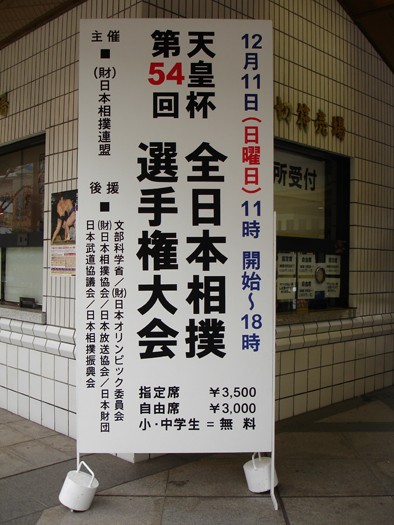 12月11日(日曜日)11時 開始～18時
天皇杯 全日本相撲
第54回 選手権大会
主催
■
(財)日本相撲連盟
後援
■
文部科学省/(財)日本オリンピック委員会
(財)日本相撲協会/日本放送協会/日本財団
日本武道協議会/日本相撲振興会
指定席 ￥3,500
自由席 ￥3,000
小・中学生 = 無料
所受付